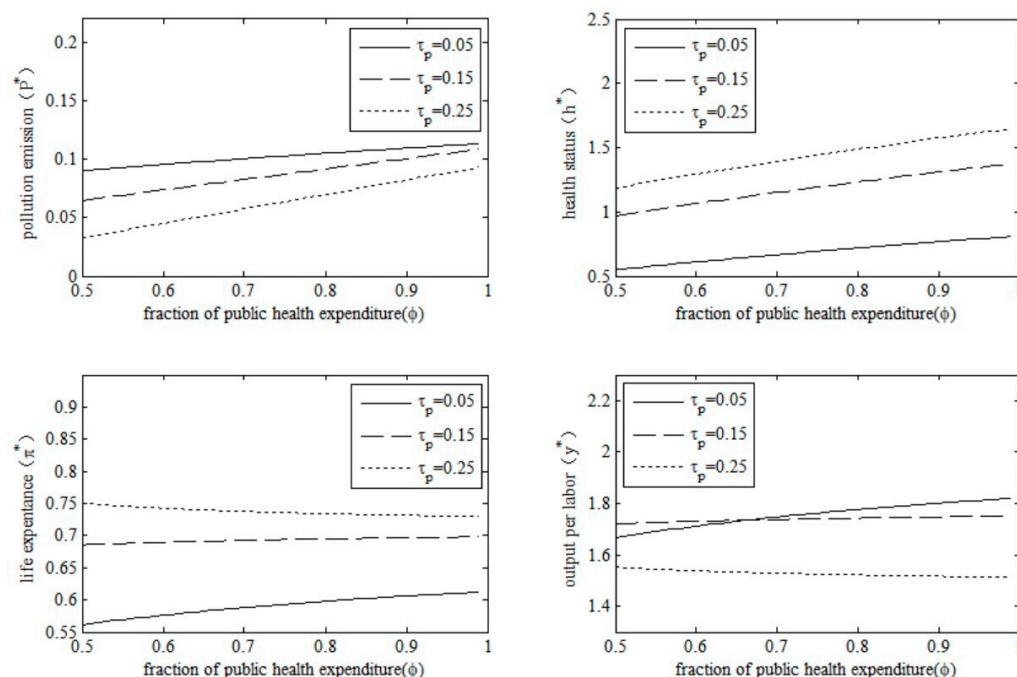 pollution emission (P*)
0.2
0.15
0.1
0.05
0
τp=0.05
τp=0.15
τp=0.25
0.5 0.6 0.7 0.8 0.9 1
fraction of public health expenditure(ϕ)
health status (h*)
2.5
2
1.5
1
0.5
τp=0.05
τp=0.15
τp=0.25
0.5 0.6 0.7 0.8 0.9
fraction of public health expenditure(ϕ)
life expentance (π*)
0.9
0.85
0.8
0.75
0.7
0.65
0.6
0.55
τp=0.05
τp=0.15
τp=0.25
0.5 0.6 0.7 0.8 0.9 1
fraction of public health expenditure(ϕ)
output per labor (y*)
2.2
2
1.8
1.6
1.4
τp=0.05
τp=0.15
τp=0.25
0.5 0.6 0.7 0.8 0.9
fraction of public health expenditure(ϕ)